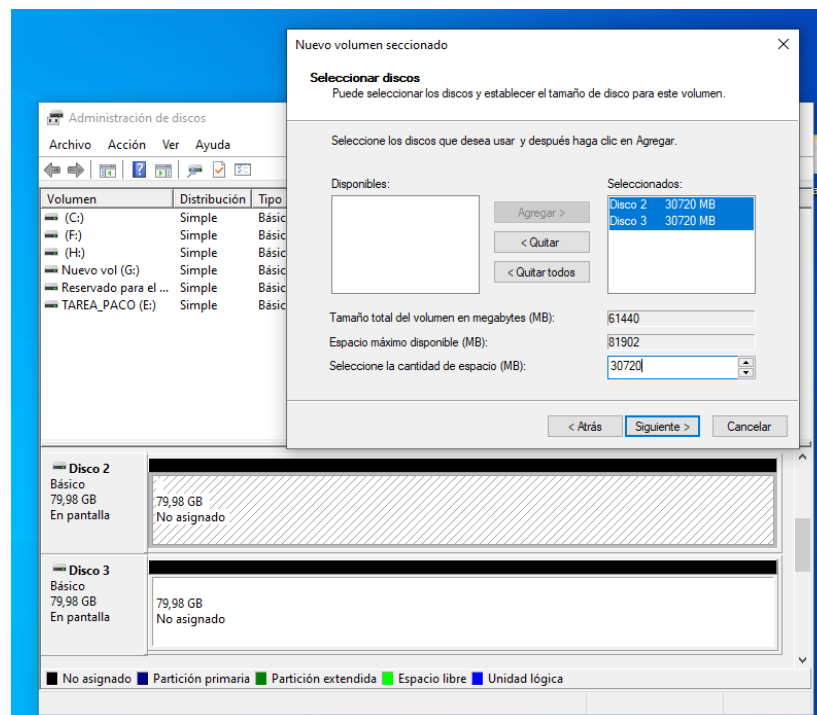 Nuevo volumen seccionado
Seleccionar discos
Puede seleccionar los discos y establecer el tamaño de disco para este volumen.
Seleccione los discos que desea usar y después haga clic en Agregar.
Disponibles:
Seleccionados:
Agregar >
< Quitar
< Quitar todos
Disco 2 30720 MB
Disco 3 30720 MB
Tamaño total del volumen en megabytes (MB): 61440
Espacio máximo disponible (MB): 81902
Seleccione la cantidad de espacio (MB): 30720
< Atrás Siguiente > Cancelar
Administración de discos
Archivo Acción Ver Ayuda
Volumen Distribución Tipo
(C:) Simple Básic
(F:) Simple Básic
(H:) Simple Básic
Nuevo vol (G:) Simple Básic
Reservado para el ... Simple Básic
TAREA_PACO (E:) Simple Básic
Disco 2
Básico
79,98 GB
En pantalla
79,98 GB
No asignado
Disco 3
Básico
79,98 GB
En pantalla
79,98 GB
No asignado
No asignado Partición primaria Partición extendida Espacio libre Unidad lógica